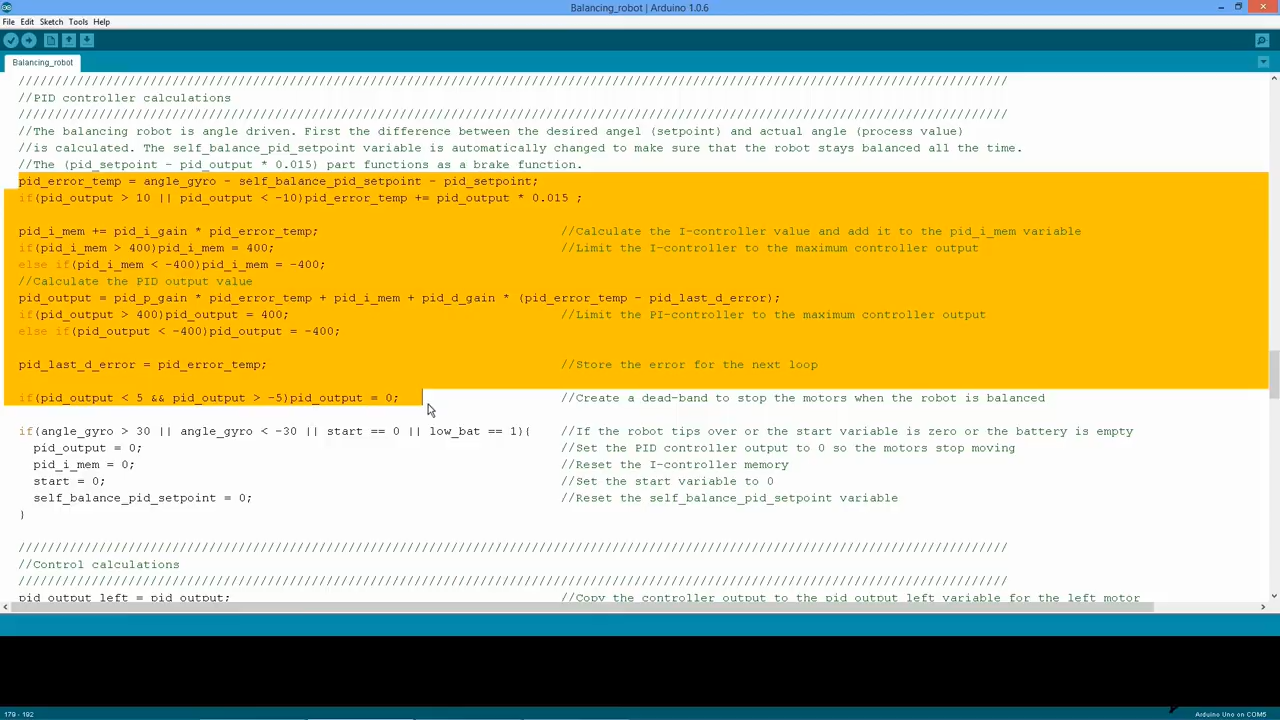 Balancing_robot | Arduino 1.0.6
File Edit Sketch Tools Help
Balancing_robot
////////////////////////////////////////////////////////////////////////////////////////////////////////////////////////////////////////
//PID controller calculations
////////////////////////////////////////////////////////////////////////////////////////////////////////////////////////////////////////
//The balancing robot is angle driven. First the difference between the desired angel (setpoint) and actual angle (process value)
//is calculated. The self_balance_pid_setpoint variable is automatically changed to make sure that the robot stays balanced all the time.
//The (pid_setpoint - pid_output * 0.015) part functions as a brake function.
pid_error_temp = angle_gyro - self_balance_pid_setpoint - pid_setpoint;
if(pid_output > 10 || pid_output < -10)pid_error_temp += pid_output * 0.015 ;
pid_i_mem += pid_i_gain * pid_error_temp; //Calculate the I-controller value and add it to the pid_i_mem variable
if(pid_i_mem > 400)pid_i_mem = 400; //Limit the I-controller to the maximum controller output
else if(pid_i_mem < -400)pid_i_mem = -400;
//Calculate the PID output value
pid_output = pid_p_gain * pid_error_temp + pid_i_mem + pid_d_gain * (pid_error_temp - pid_last_d_error);
if(pid_output > 400)pid_output = 400; //Limit the PI-controller to the maximum controller output
else if(pid_output < -400)pid_output = -400;
pid_last_d_error = pid_error_temp; //Store the error for the next loop
if(pid_output < 5 && pid_output > -5)pid_output = 0; //Create a dead-band to stop the motors when the robot is balanced
if(angle_gyro > 30 || angle_gyro < -30 || start == 0 || low_bat == 1){ //If the robot tips over or the start variable is zero or the battery is empty
pid_output = 0; //Set the PID controller output to 0 so the motors stop moving
pid_i_mem = 0; //Reset the I-controller memory
start = 0; //Set the start variable to 0
self_balance_pid_setpoint = 0; //Reset the self_balance_pid_setpoint variable
}
////////////////////////////////////////////////////////////////////////////////////////////////////////////////////////////////////////
//Control calculations
////////////////////////////////////////////////////////////////////////////////////////////////////////////////////////////////////////
pid_output_left = pid_output; //Copy the controller output to the pid_output_left variable for the left motor
179 - 192
Arduino Uno on COM5